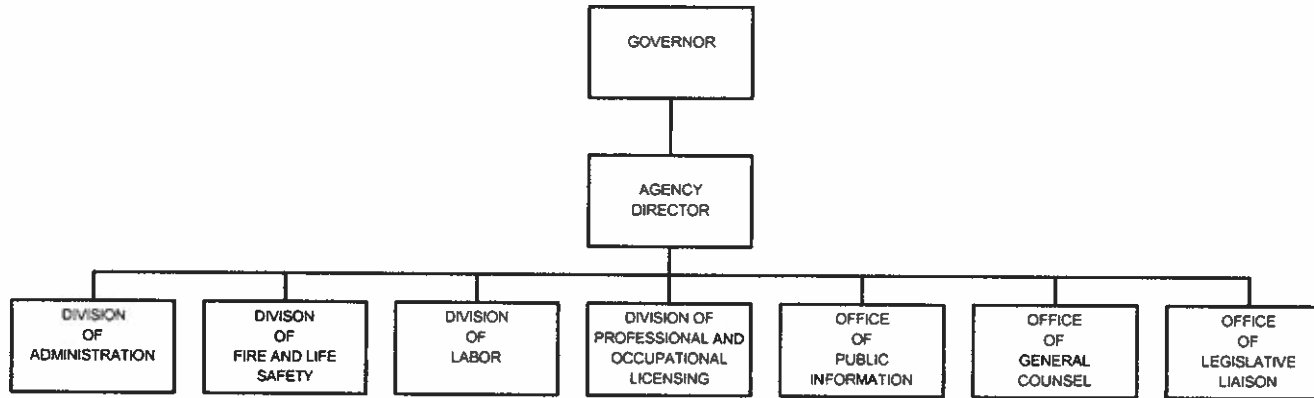 GOVERNOR
AGENCY
DIRECTOR
DIVISION
OF
ADMINISTRATION
DIVISON
OF
FIRE AND LIFE
SAFETY
DIVISION
OF
LABOR
DIVISION OF
PROFESSIONAL AND
OCCUPATIONAL
LICENSING
OFFICE
OF
PUBLIC
INFORMATION
OFFICE
OF
GENERAL
COUNSEL
OFFICE
OF
LEGISLATIVE
LIAISON